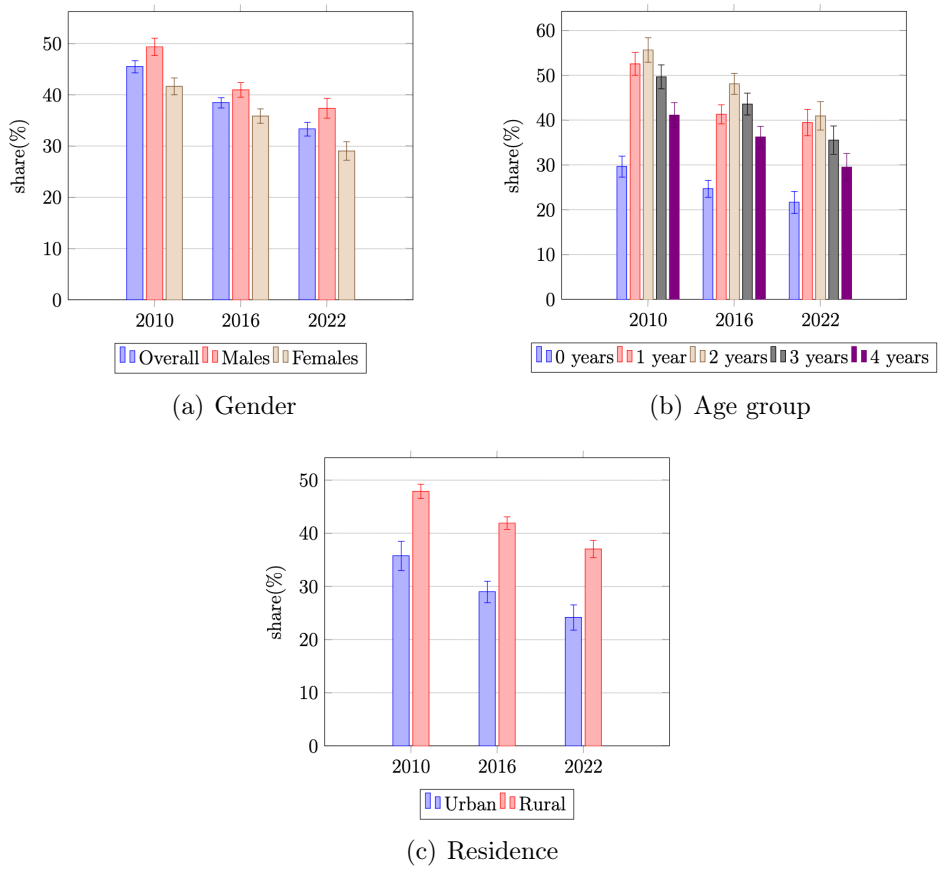 50
40
30
20
10
0
share(%)
2010 2016 2022
Overall Males Females
(a) Gender
60
50
40
30
20
10
0
share(%)
2010 2016 2022
0 years 1 year 2 years 3 years 4 years
(b) Age group
50
40
30
20
10
0
share(%)
2010 2016 2022
Urban Rural
(c) Residence